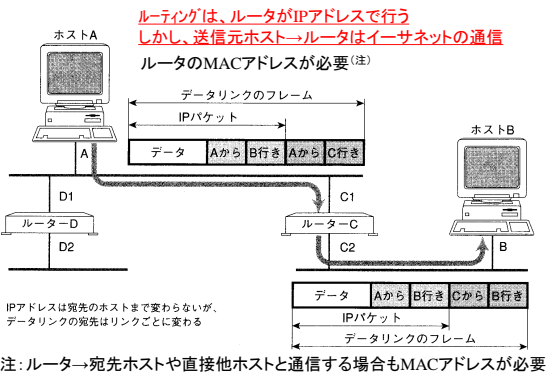 ルーティングは、ルータがIPアドレスで行う
しかし、送信元ホスト→ルータはイーサネットの通信
ルータのMACアドレスが必要(注)
ホストA
データリンクのフレーム
IPパケット
データ Aから B行き Aから C行き
ホストB
A
D1
C1
ルーターD
ルーターC
D2
C2
B
データ Aから B行き Cから B行き
IPパケット
データリンクのフレーム
IPアドレスは宛先のホストまで変わらないが、
データリンクの宛先はリンクごとに変わる
注:ルータ→宛先ホストや直接他ホストと通信する場合もMACアドレスが必要